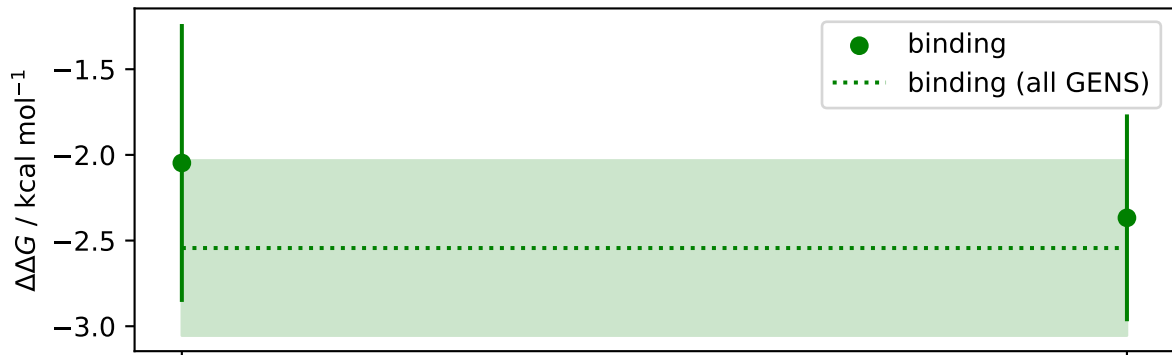 ΔΔG / kcal mol⁻¹
−1.5
−2.0
−2.5
−3.0
binding
binding (all GENS)